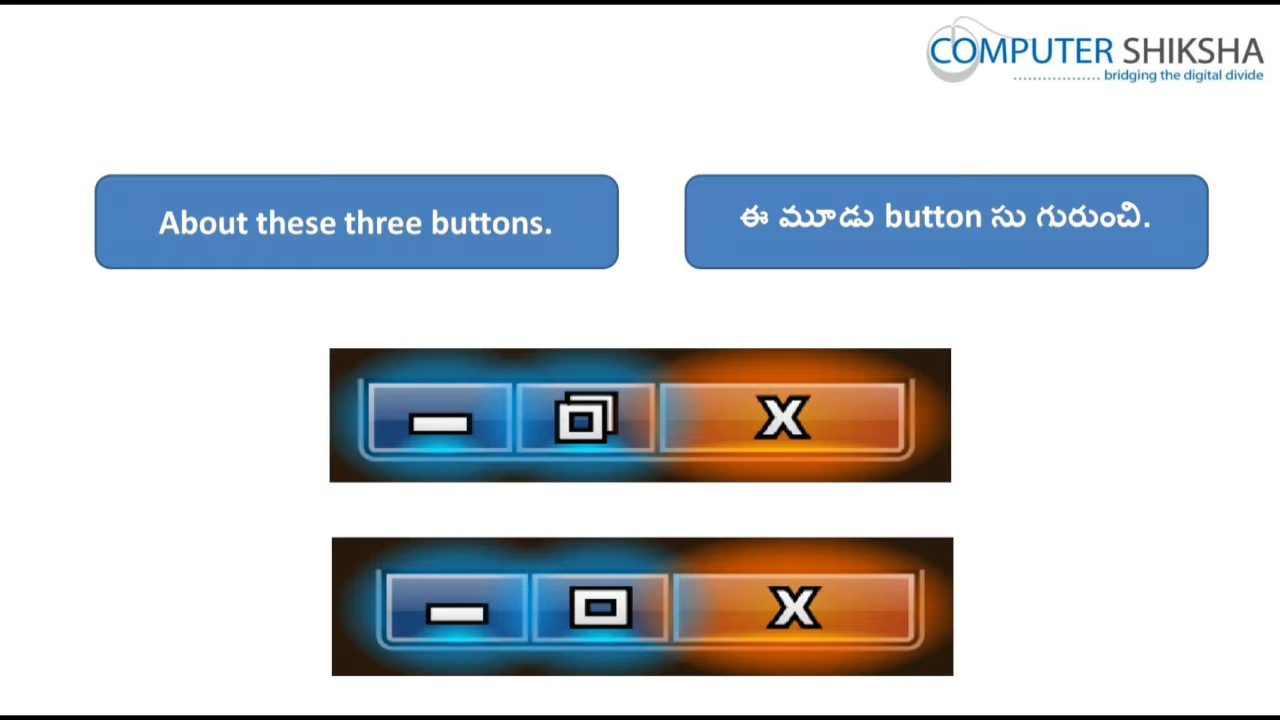 COMPUTER SHIKSHA
bridging the digital divide
About these three buttons.
ఈ మూడు button సు గురుంచి.